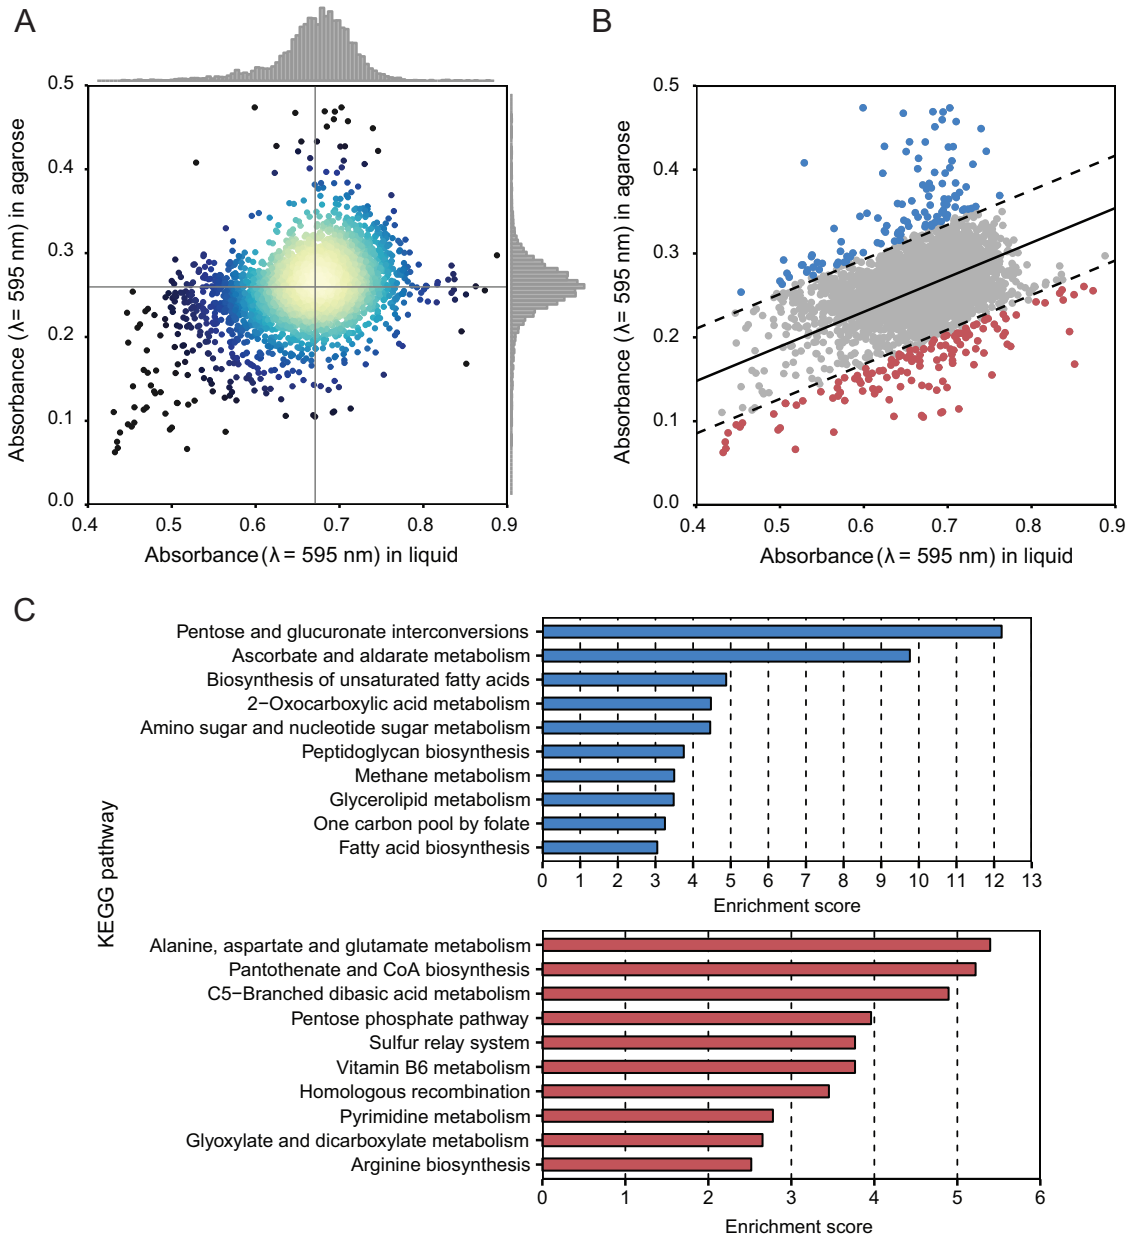 A
B
0.5
0.4
0.3
0.2
0.1
0.0
Absorbance (λ= 595 nm) in agarose
0.4 0.5 0.6 0.7 0.8 0.9
Absorbance (λ= 595 nm) in liquid
0.5
0.4
0.3
0.2
0.1
0.0
Absorbance (λ= 595 nm) in agarose
0.4 0.5 0.6 0.7 0.8 0.9
Absorbance (λ= 595 nm) in liquid
C
KEGG pathway
Pentose and glucuronate interconversions
Ascorbate and aldarate metabolism
Biosynthesis of unsaturated fatty acids
2−Oxocarboxylic acid metabolism
Amino sugar and nucleotide sugar metabolism
Peptidoglycan biosynthesis
Methane metabolism
Glycerolipid metabolism
One carbon pool by folate
Fatty acid biosynthesis
0 1 2 3 4 5 6 7 8 9 10 11 12 13
Enrichment score
Alanine, aspartate and glutamate metabolism
Pantothenate and CoA biosynthesis
C5−Branched dibasic acid metabolism
Pentose phosphate pathway
Sulfur relay system
Vitamin B6 metabolism
Homologous recombination
Pyrimidine metabolism
Glyoxylate and dicarboxylate metabolism
Arginine biosynthesis
0 1 2 3 4 5 6
Enrichment score